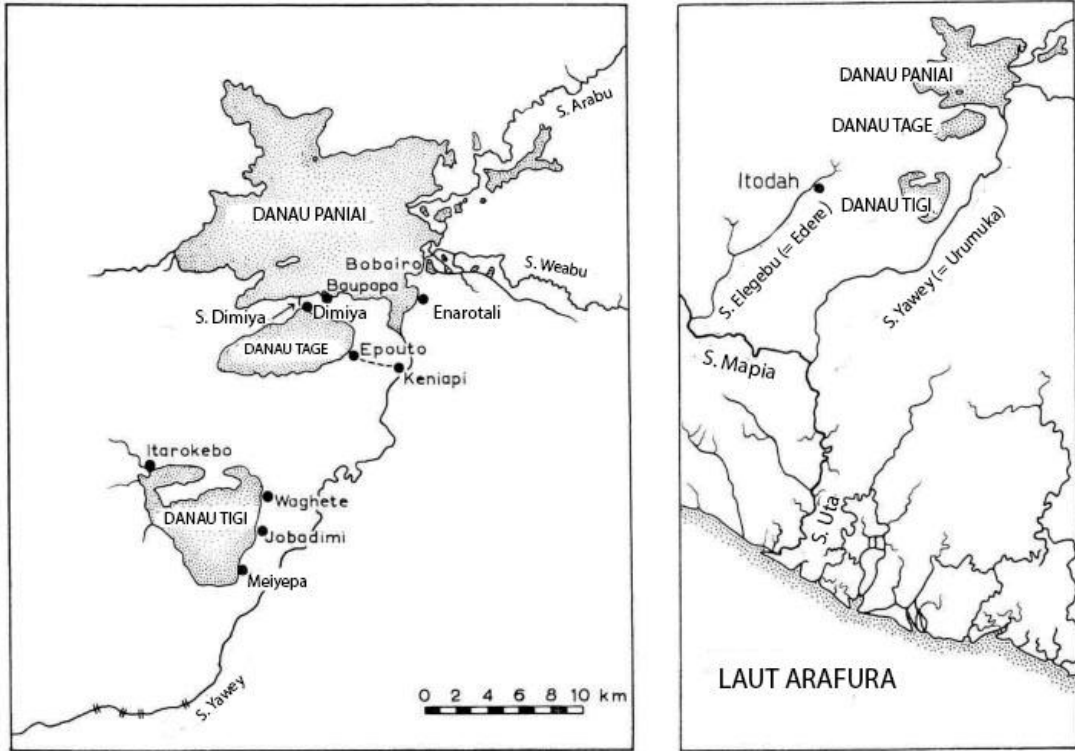 S. Arabu
DANAU PANIAI
Bobairo
S. Weabu
Baupapa
S. Dimiya
Dimiya
Enarotali
DANAU TAGE
Epouto
Keniapi
Itarokebo
Waghete
DANAU TIGI
Jobadimi
Meiyepa
S. Yawey
0 2 4 6 8 10 km
DANAU PANIAI
DANAU TAGE
Itodah
DANAU TIGI
S. Elegebu (= Edere)
S. Yawey (= Urumuka)
S. Mapia
S. Uta
LAUT ARAFURA